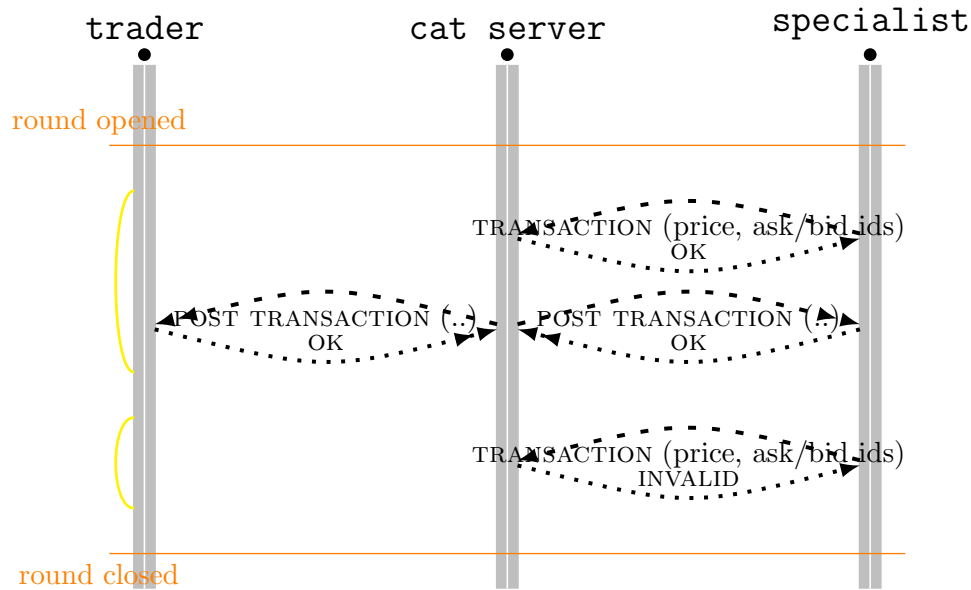 trader
cat server
specialist
round opened
TRANSACTION (price, ask/bid ids)
OK
POST TRANSACTION (..)
OK
POST TRANSACTION (..)
OK
TRANSACTION (price, ask/bid ids)
INVALID
round closed